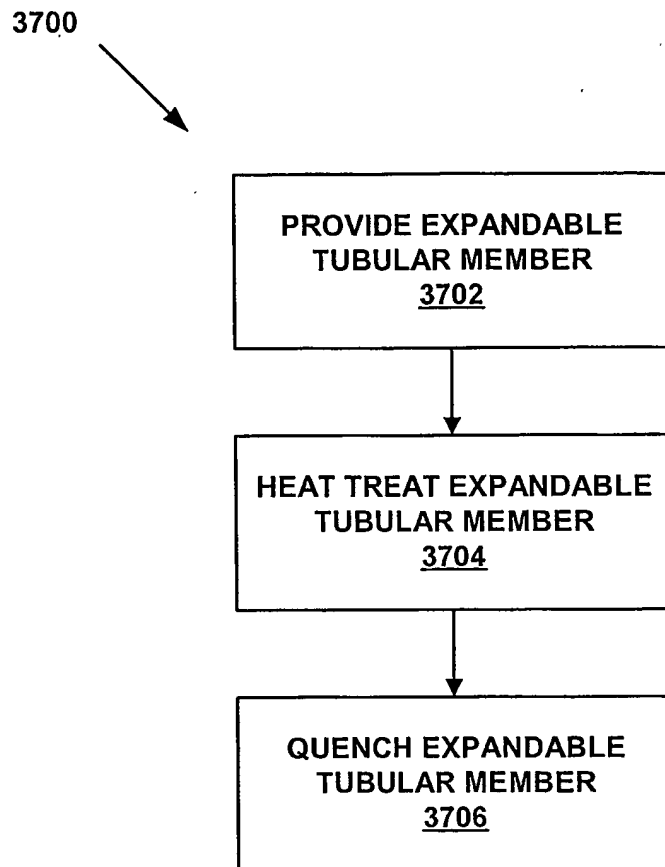 3700
PROVIDE EXPANDABLE
TUBULAR MEMBER
3702
HEAT TREAT EXPANDABLE
TUBULAR MEMBER
3704
QUENCH EXPANDABLE
TUBULAR MEMBER
3706